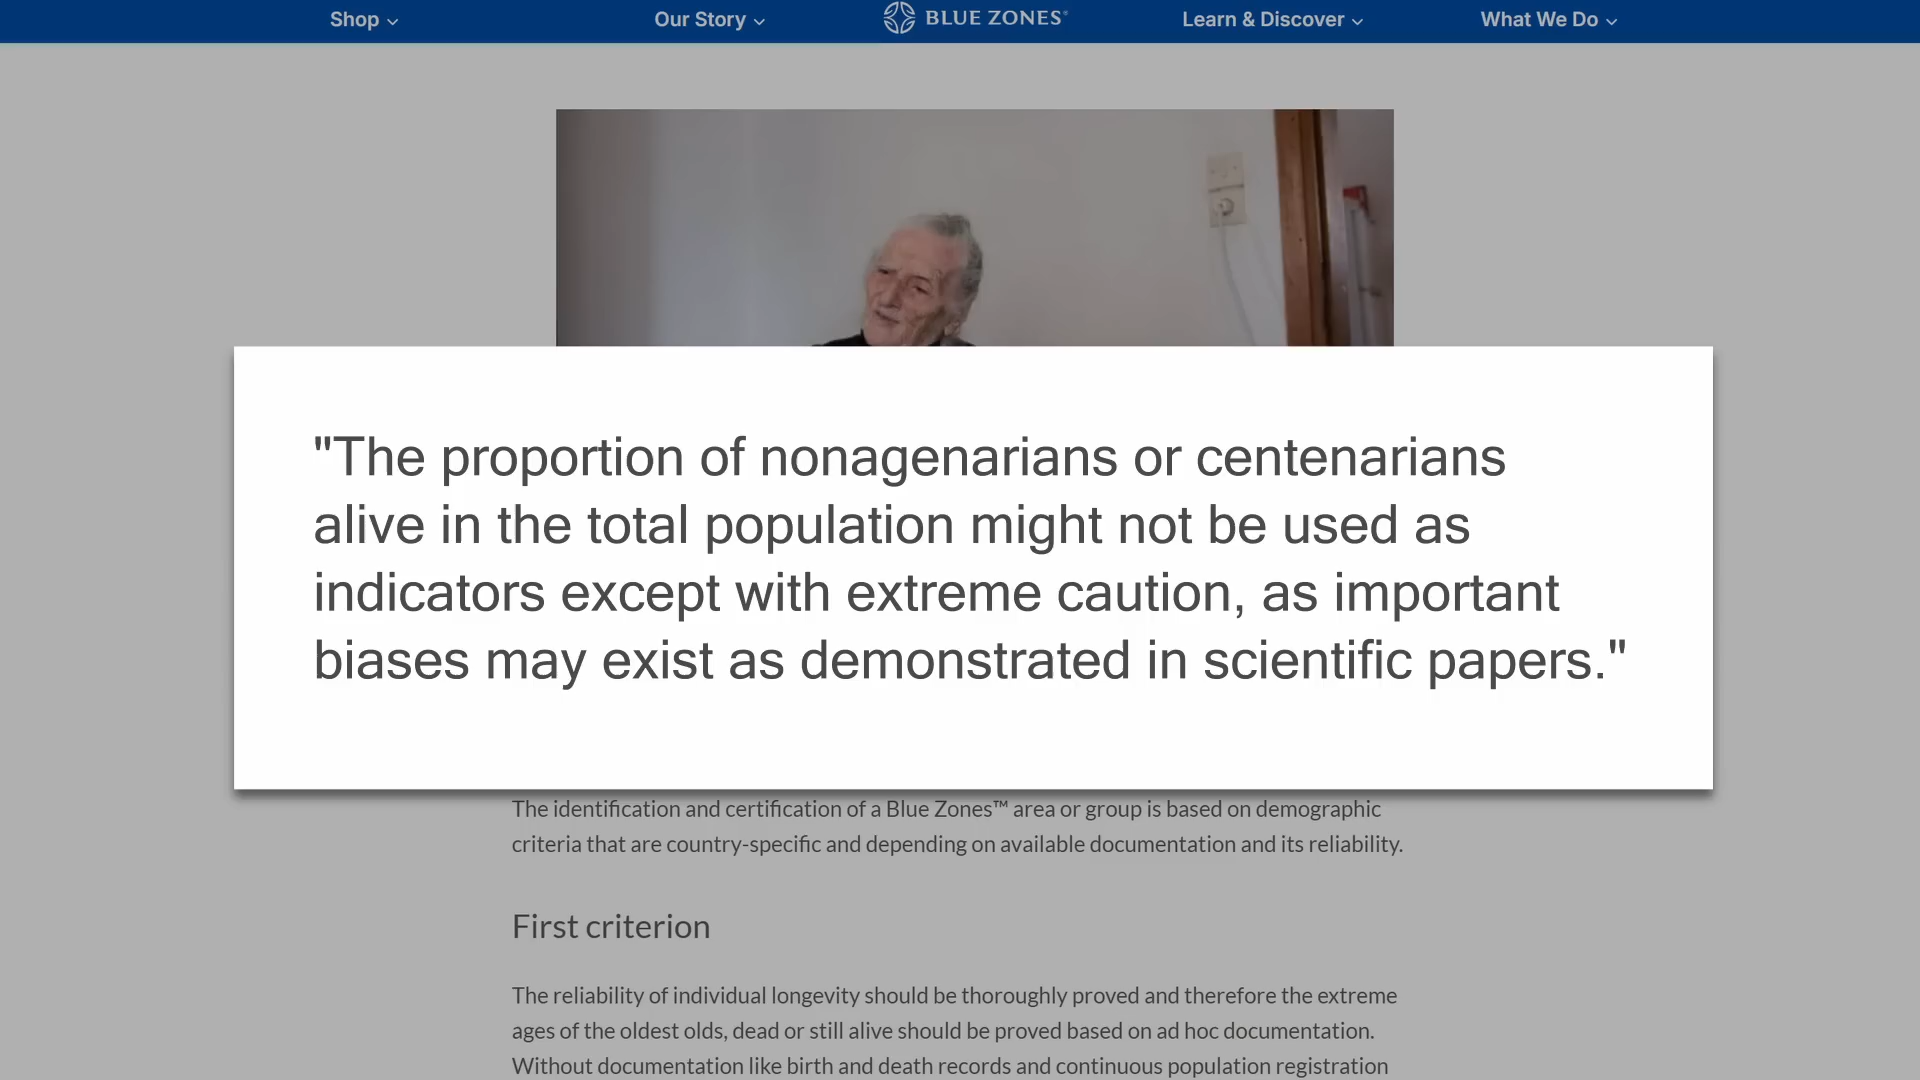 Shop
Our Story
BLUE ZONES®
Learn & Discover
What We Do
"The proportion of nonagenarians or centenarians
alive in the total population might not be used as
indicators except with extreme caution, as important
biases may exist as demonstrated in scientific papers."
The identification and certification of a Blue Zones™ area or group is based on demographic
criteria that are country-specific and depending on available documentation and its reliability.
First criterion
The reliability of individual longevity should be thoroughly proved and therefore the extreme
ages of the oldest olds, dead or still alive should be proved based on ad hoc documentation.
Without documentation like birth and death records and continuous population registration